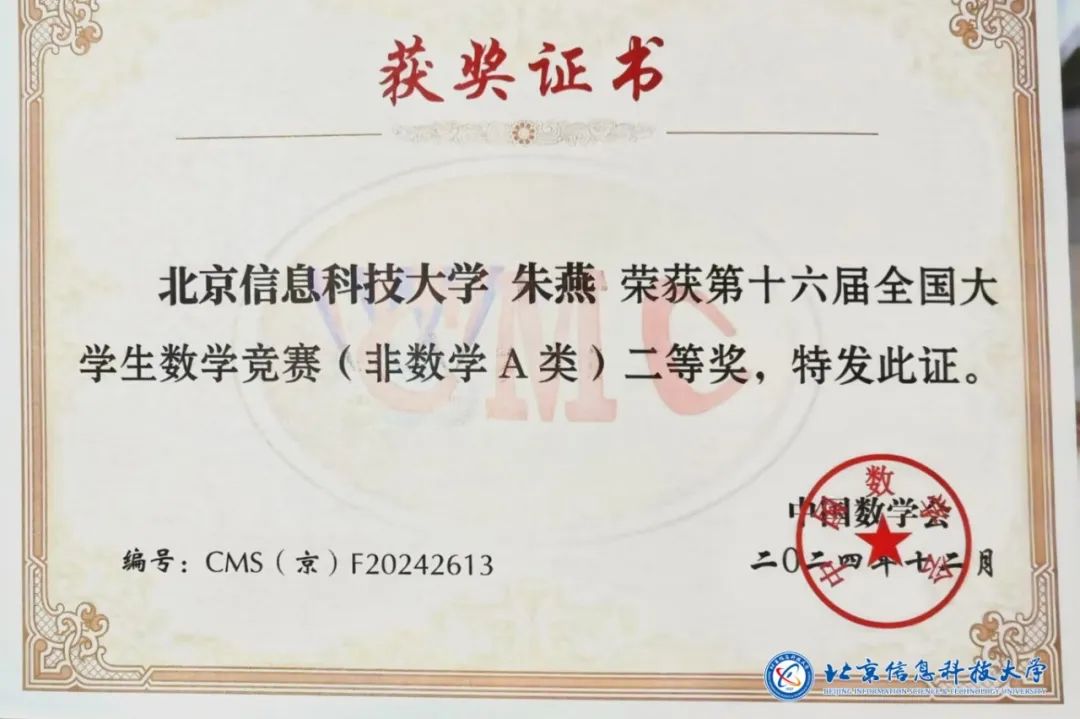 获奖证书
北京信息科技大学 朱燕 荣获第十六届全国大
学生数学竞赛（非数学A类）二等奖，特发此证。
CMC
中国数学会
中国数学会
编号：CMS（京）F20242613
二〇二四年十二月
北京信息科技大学
BEIJING INFORMATION SCIENCE & TECHNOLOGY UNIVERSITY